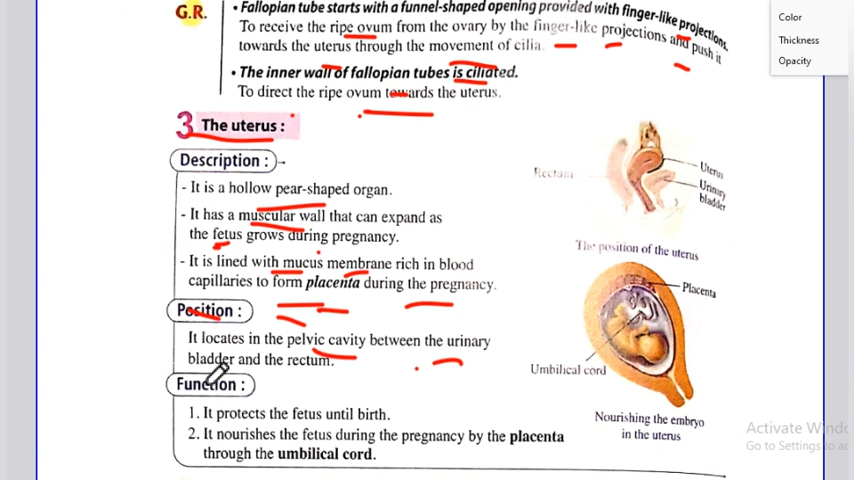 G.R.
• Fallopian tube starts with a funnel-shaped opening provided with finger-like projections.
To receive the ripe ovum from the ovary by the finger-like projections and push it
towards the uterus through the movement of cilia.
• The inner wall of fallopian tubes is ciliated.
To direct the ripe ovum towards the uterus.
3 The uterus :
Description :
- It is a hollow pear-shaped organ.
- It has a muscular wall that can expand as
the fetus grows during pregnancy.
- It is lined with mucus membrane rich in blood
capillaries to form placenta during the pregnancy.
Position :
It locates in the pelvic cavity between the urinary
bladder and the rectum.
Function :
1. It protects the fetus until birth.
2. It nourishes the fetus during the pregnancy by the placenta
through the umbilical cord.
Rectum
Uterus
Urinary
bladder
The position of the uterus
Placenta
Umbilical cord
Nourishing the embryo
in the uterus
Color
Thickness
Opacity
Activate Windo
Go to Settings to ac